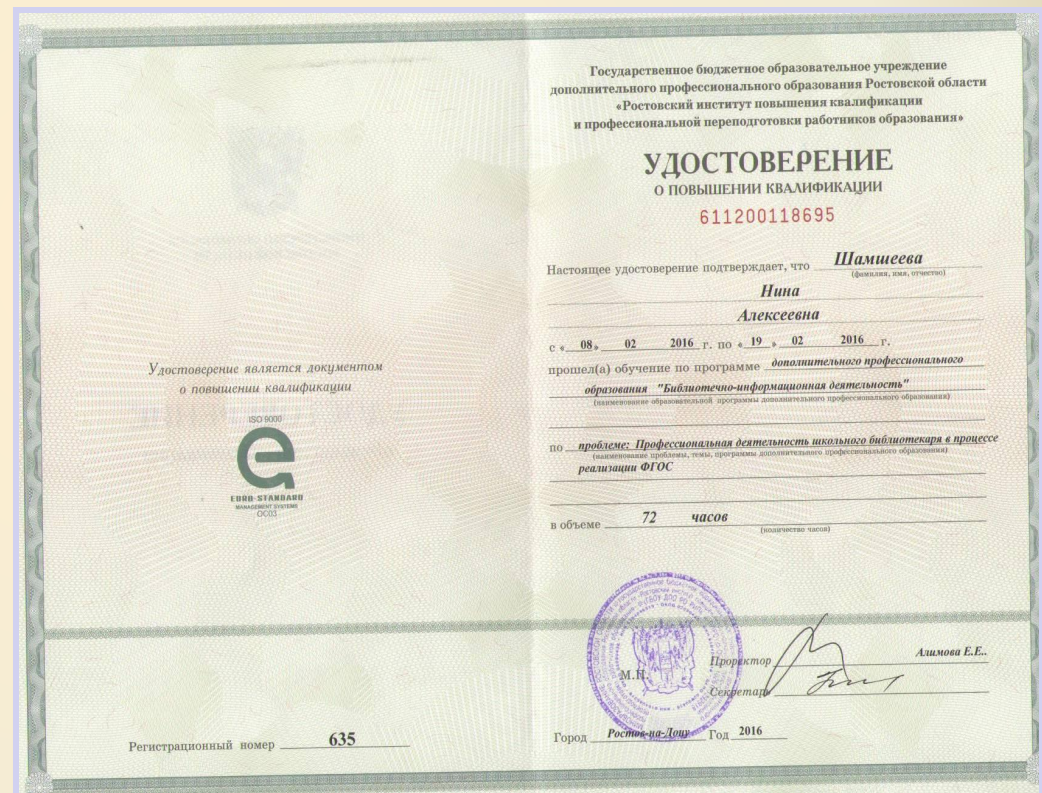 Удостоверение является документом
о повышении квалификации
ISO 9000
EURO-STANDARD
MANAGEMENT SYSTEMS
ОС03
Регистрационный номер 635
Государственное бюджетное образовательное учреждение
дополнительного профессионального образования Ростовской области
«Ростовский институт повышения квалификации
и профессиональной переподготовки работников образования»
УДОСТОВЕРЕНИЕ
О ПОВЫШЕНИИ КВАЛИФИКАЦИИ
611200118695
Настоящее удостоверение подтверждает, что Шамшеева
(фамилия, имя, отчество)
Нина
Алексеевна
с «08» 02 2016 г. по «19» 02 2016 г.
прошел(а) обучение по программе дополнительного профессионального
образования "Библиотечно-информационная деятельность"
(наименование образовательной программы дополнительного профессионального образования)
по проблеме: Профессиональная деятельность школьного библиотекаря в процессе
(наименование проблемы, темы, программы дополнительного профессионального образования)
реализации ФГОС
в объеме 72 часов
(количество часов)
Проректор Алимова Е.Е..
М.П.
Секретарь
Город Ростов-на-Дону Год 2016